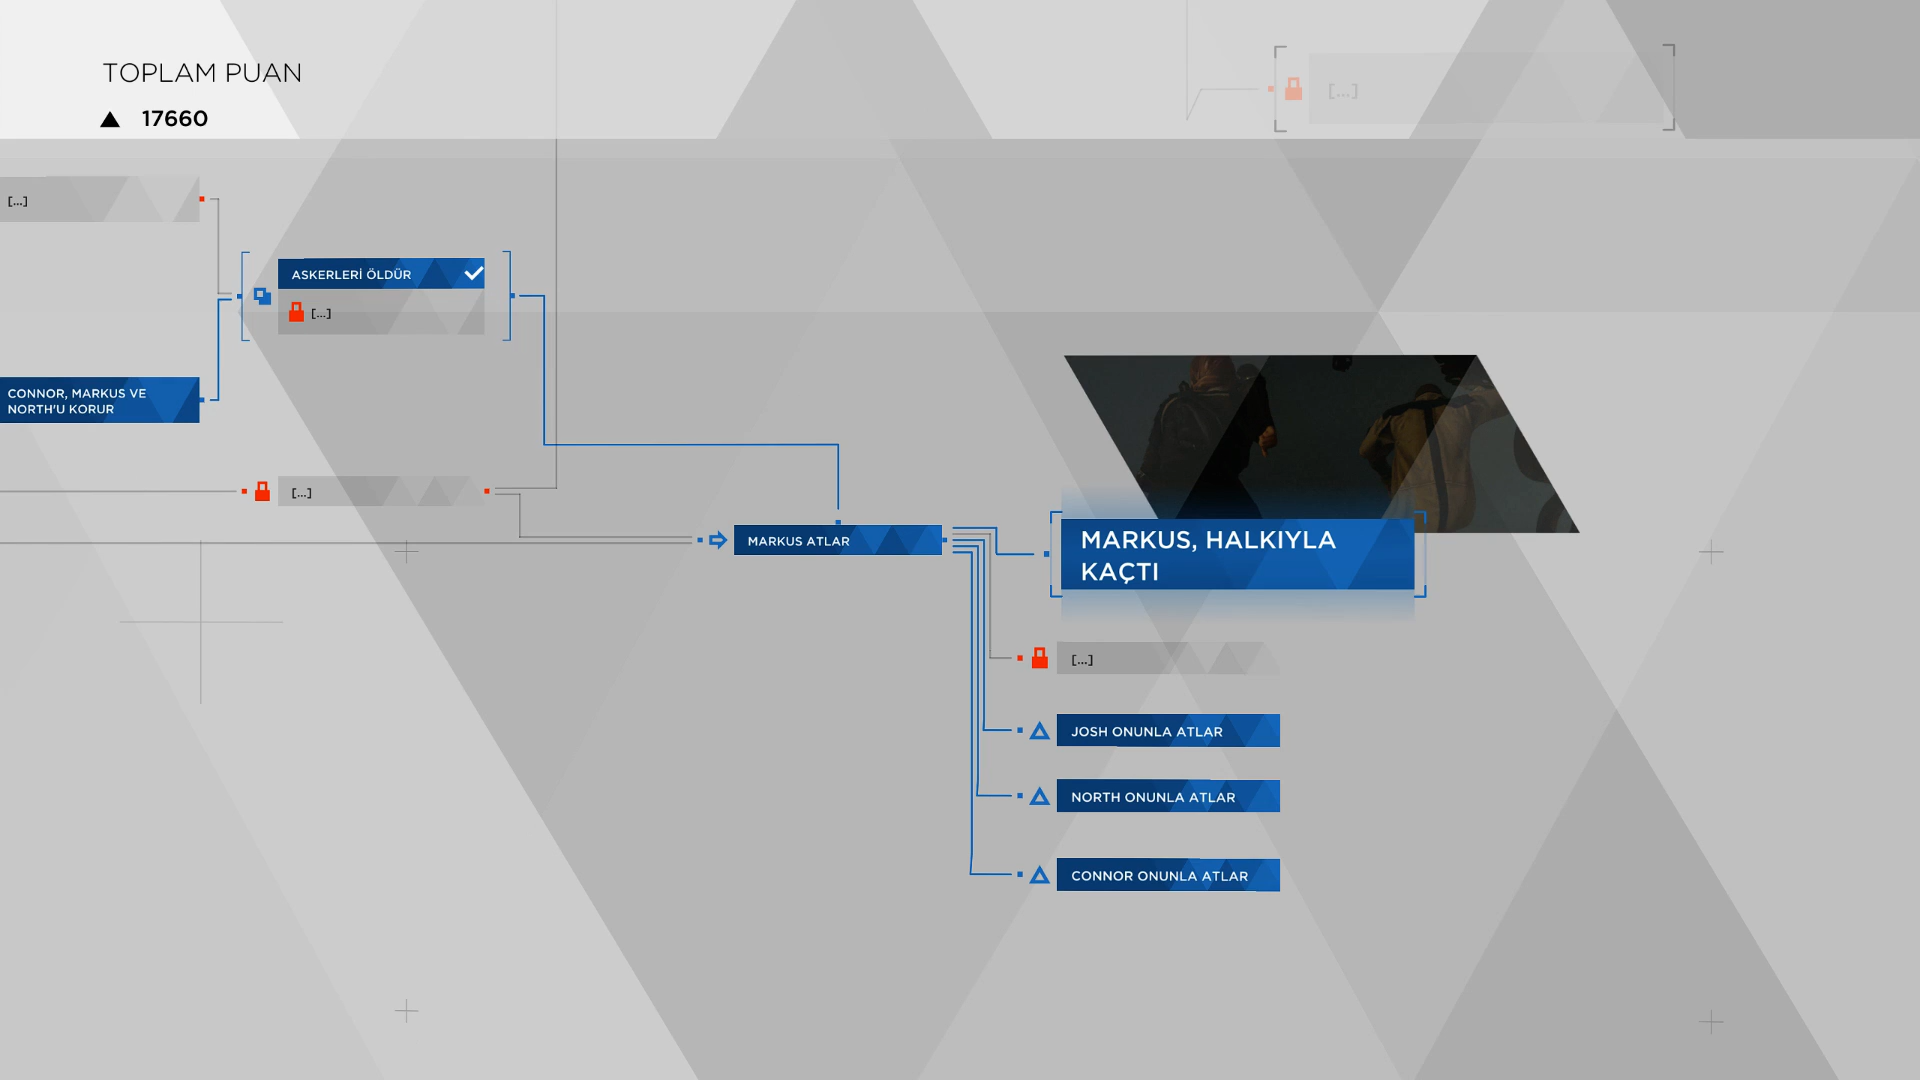 TOPLAM PUAN
▲ 17660
[...]
[...]
ASKERLERİ ÖLDÜR
[...]
CONNOR, MARKUS VE
NORTH'U KORUR
[...]
MARKUS ATLAR
MARKUS, HALKIYLA
KAÇTI
[...]
JOSH ONUNLA ATLAR
NORTH ONUNLA ATLAR
CONNOR ONUNLA ATLAR